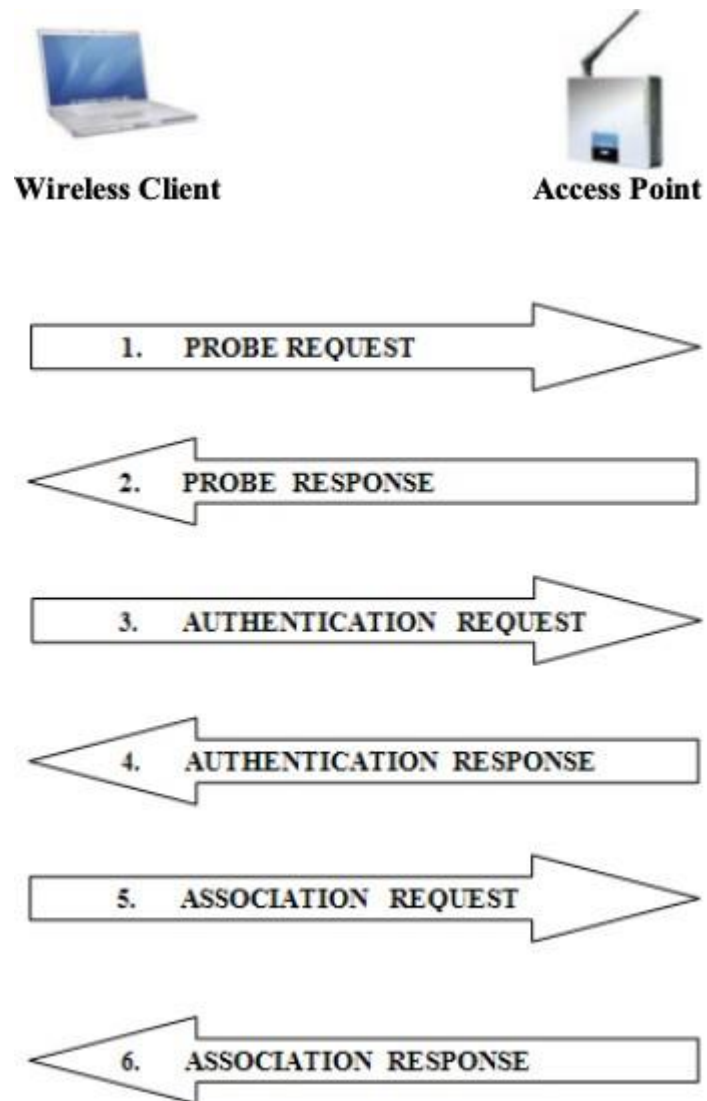 Wireless Client
Access Point
1. PROBE REQUEST
2. PROBE RESPONSE
3. AUTHENTICATION REQUEST
4. AUTHENTICATION RESPONSE
5. ASSOCIATION REQUEST
6. ASSOCIATION RESPONSE